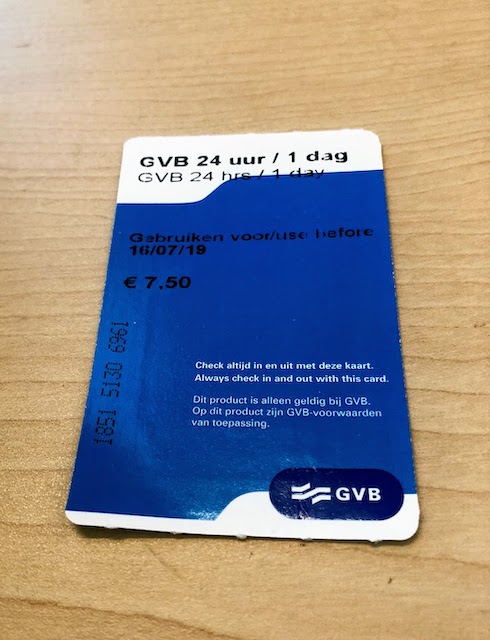 GVB 24 uur / 1 dag
GVB 24 hrs / 1 day
Gebruiken voor/use before
16/07/19
€ 7,50
1851 5130 6961
Check altijd in en uit met deze kaart.
Always check in and out with this card.
Dit product is alleen geldig bij GVB.
Op dit product zijn GVB-voorwaarden
van toepassing.
GVB